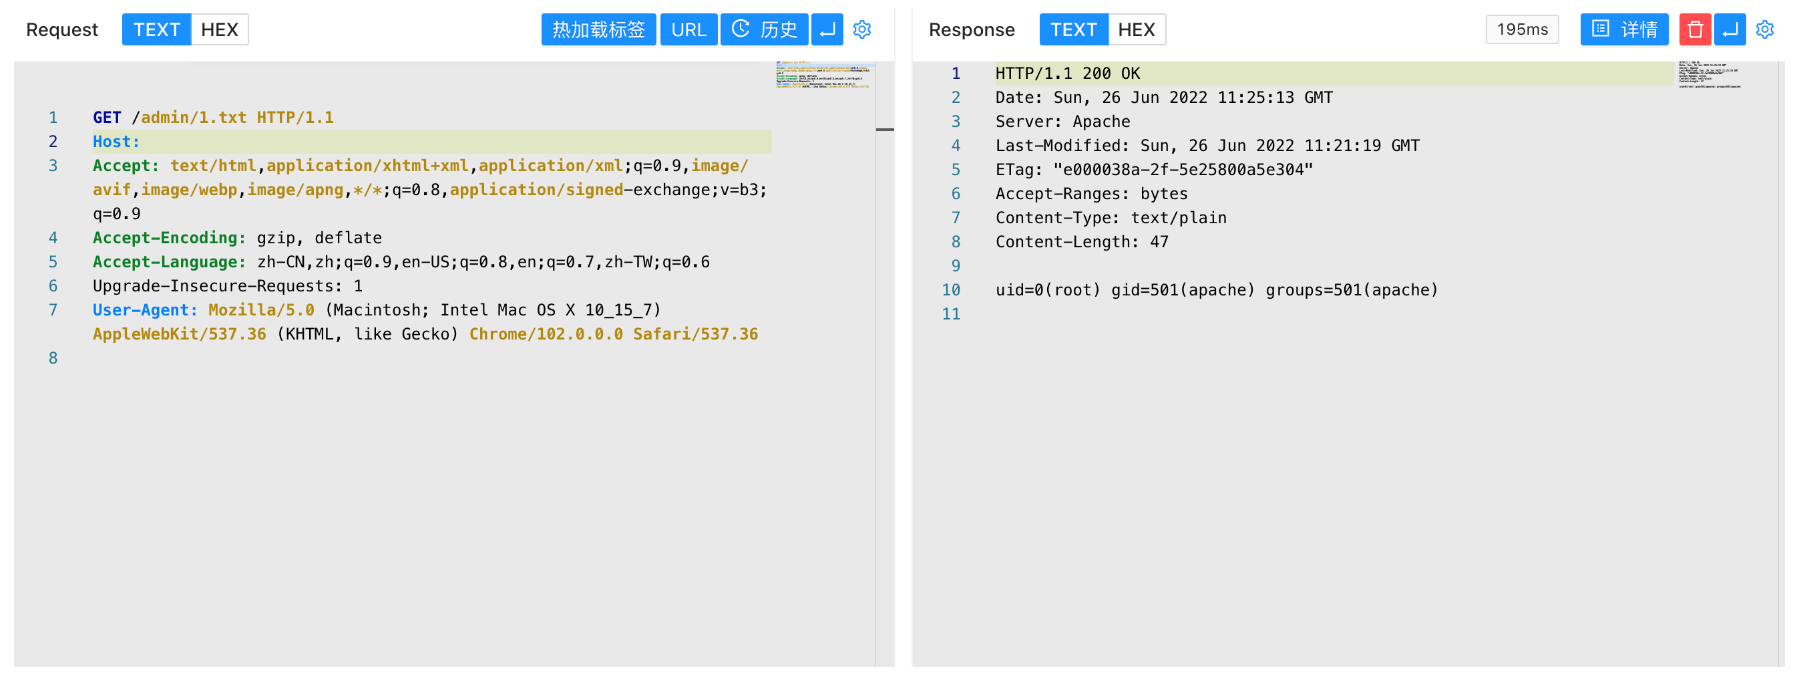 Request TEXT HEX 热加载标签 URL 历史
1 GET /admin/1.txt HTTP/1.1
2 Host:
3 Accept: text/html,application/xhtml+xml,application/xml;q=0.9,image/
avif,image/webp,image/apng,*/*;q=0.8,application/signed-exchange;v=b3;
q=0.9
4 Accept-Encoding: gzip, deflate
5 Accept-Language: zh-CN,zh;q=0.9,en-US;q=0.8,en;q=0.7,zh-TW;q=0.6
6 Upgrade-Insecure-Requests: 1
7 User-Agent: Mozilla/5.0 (Macintosh; Intel Mac OS X 10_15_7)
AppleWebKit/537.36 (KHTML, like Gecko) Chrome/102.0.0.0 Safari/537.36
8
Response TEXT HEX 195ms 详情
1 HTTP/1.1 200 OK
2 Date: Sun, 26 Jun 2022 11:25:13 GMT
3 Server: Apache
4 Last-Modified: Sun, 26 Jun 2022 11:21:19 GMT
5 ETag: "e000038a-2f-5e25800a5e304"
6 Accept-Ranges: bytes
7 Content-Type: text/plain
8 Content-Length: 47
9
10 uid=0(root) gid=501(apache) groups=501(apache)
11